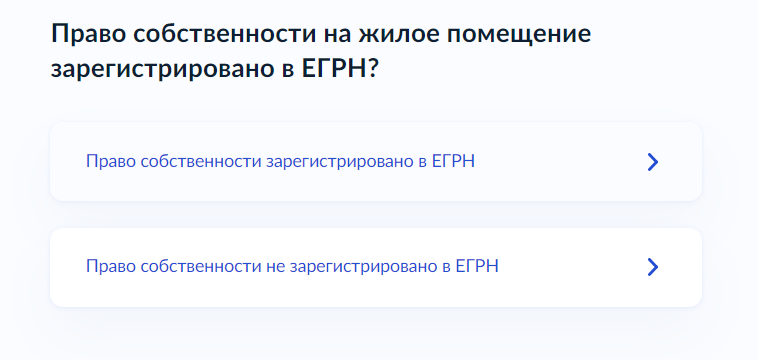 Право собственности на жилое помещение
зарегистрировано в ЕГРН?
Право собственности зарегистрировано в ЕГРН
Право собственности не зарегистрировано в ЕГРН